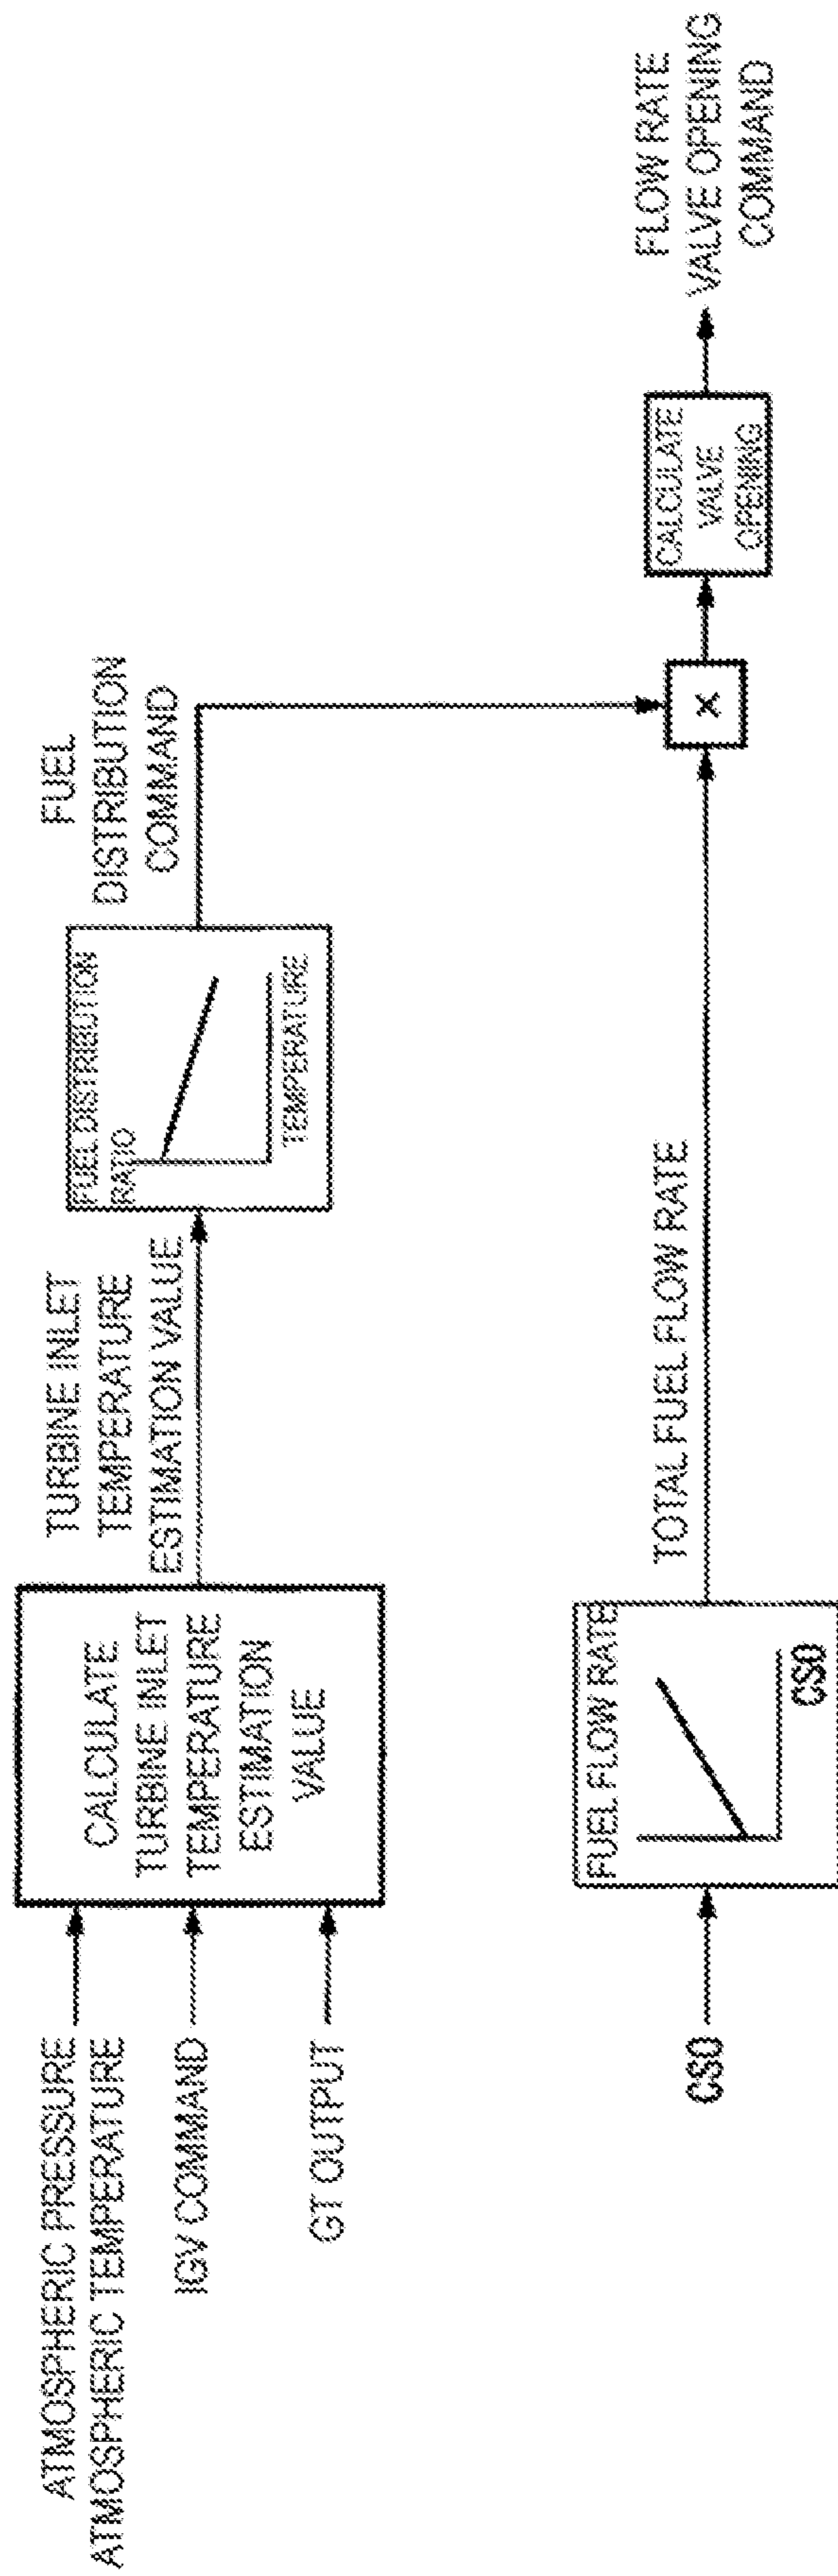 ATMOSPHERIC PRESSURE
ATMOSPHERIC TEMPERATURE
IGV COMMAND
GT OUTPUT
CALCULATE
TURBINE INLET
TEMPERATURE
ESTIMATION
VALUE
TURBINE INLET
TEMPERATURE
ESTIMATION VALUE
FUEL DISTRIBUTION
RATIO
TEMPERATURE
FUEL
DISTRIBUTION
COMMAND
CSO
FUEL FLOW RATE
CSO
TOTAL FUEL FLOW RATE
X
CALCULATE
VALVE
OPENING
FLOW RATE
VALVE OPENING
COMMAND